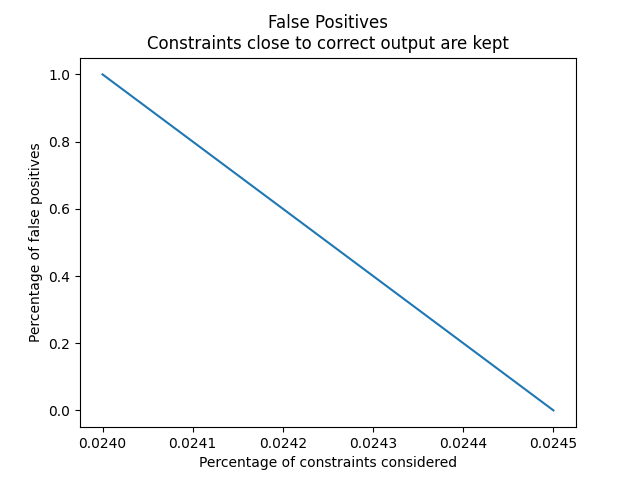 False Positives
Constraints close to correct output are kept
Percentage of false positives
1.0
0.8
0.6
0.4
0.2
0.0
0.0240 0.0241 0.0242 0.0243 0.0244 0.0245
Percentage of constraints considered